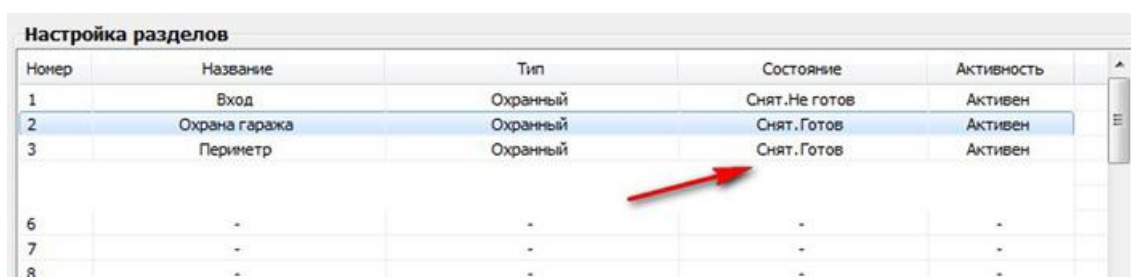 Настройка разделов
Номер Название Тип Состояние Активность
1 Вход Охранный Снят.Не готов Активен
2 Охрана гаража Охранный Снят.Готов Активен
3 Периметр Охранный Снят.Готов Активен
6 - - - -
7 - - - -
8 - - - -